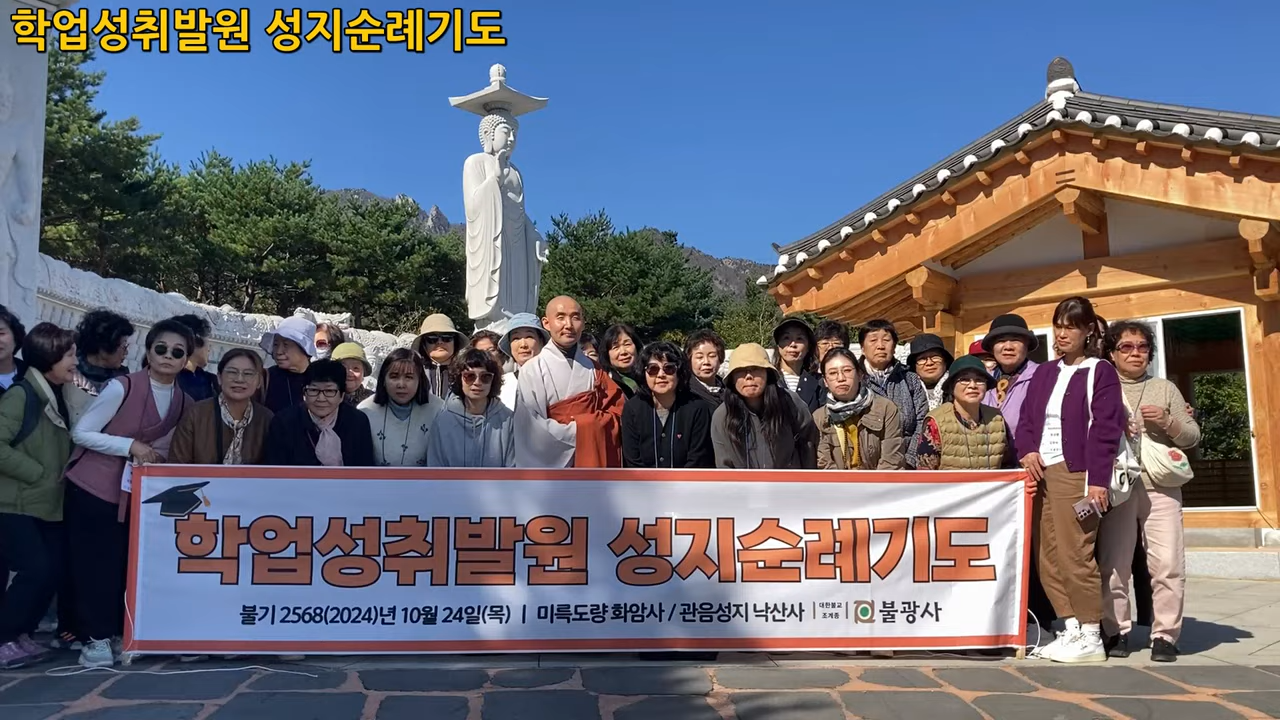 학업성취발원 성지순례기도
학업성취발원 성지순례기도
불기 2568(2024)년 10월 24일(목) | 미륵도량 화암사 / 관음성지 낙산사 | 대한불교 조계종 | 불광사